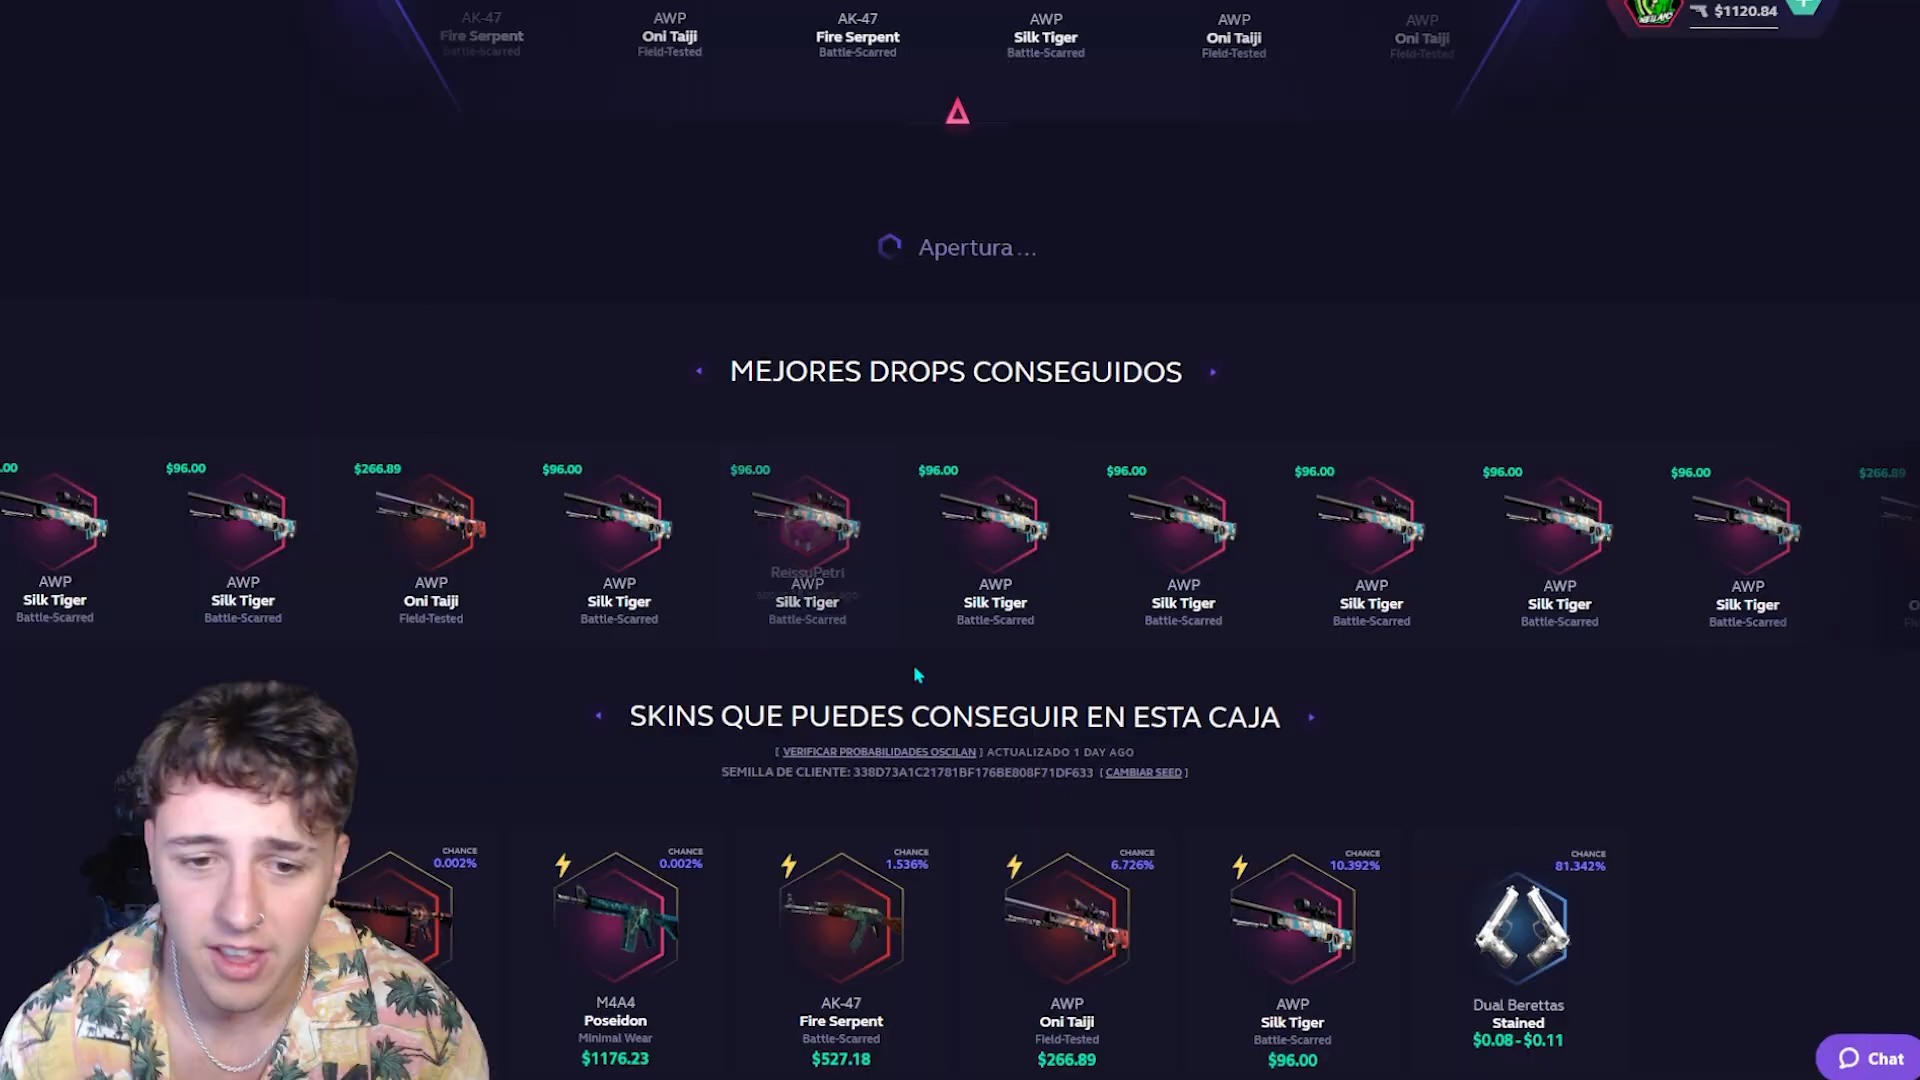 AK-47
Fire Serpent
Battle-Scarred
AWP
Oni Taiji
Field-Tested
AK-47
Fire Serpent
Battle-Scarred
AWP
Silk Tiger
Battle-Scarred
AWP
Oni Taiji
Field-Tested
AWP
Oni Taiji
Field-Tested
$1120.84
Apertura...
MEJORES DROPS CONSEGUIDOS
.00
AWP
Silk Tiger
Battle-Scarred
$96.00
AWP
Silk Tiger
Battle-Scarred
$266.89
AWP
Oni Taiji
Field-Tested
$96.00
AWP
Silk Tiger
Battle-Scarred
$96.00
ReissuPetri
AWP
Silk Tiger
Battle-Scarred
$96.00
AWP
Silk Tiger
Battle-Scarred
$96.00
AWP
Silk Tiger
Battle-Scarred
$96.00
AWP
Silk Tiger
Battle-Scarred
$96.00
AWP
Silk Tiger
Battle-Scarred
$96.00
AWP
Silk Tiger
Battle-Scarred
$266.89
SKINS QUE PUEDES CONSEGUIR EN ESTA CAJA
[ VERIFICAR PROBABILIDADES OSCILAN ] ACTUALIZADO 1 DAY AGO
SEMILLA DE CLIENTE: 338D73A1C21781BF176BE808F71DF633 [ CAMBIAR SEED ]
CHANCE
0.002%
CHANCE
0.002%
M4A4
Poseidon
Minimal Wear
$1176.23
CHANCE
1.536%
AK-47
Fire Serpent
Battle-Scarred
$527.18
CHANCE
6.726%
AWP
Oni Taiji
Field-Tested
$266.89
CHANCE
10.392%
AWP
Silk Tiger
Battle-Scarred
$96.00
CHANCE
81.342%
Dual Berettas
Stained
$0.08 - $0.11
Chat